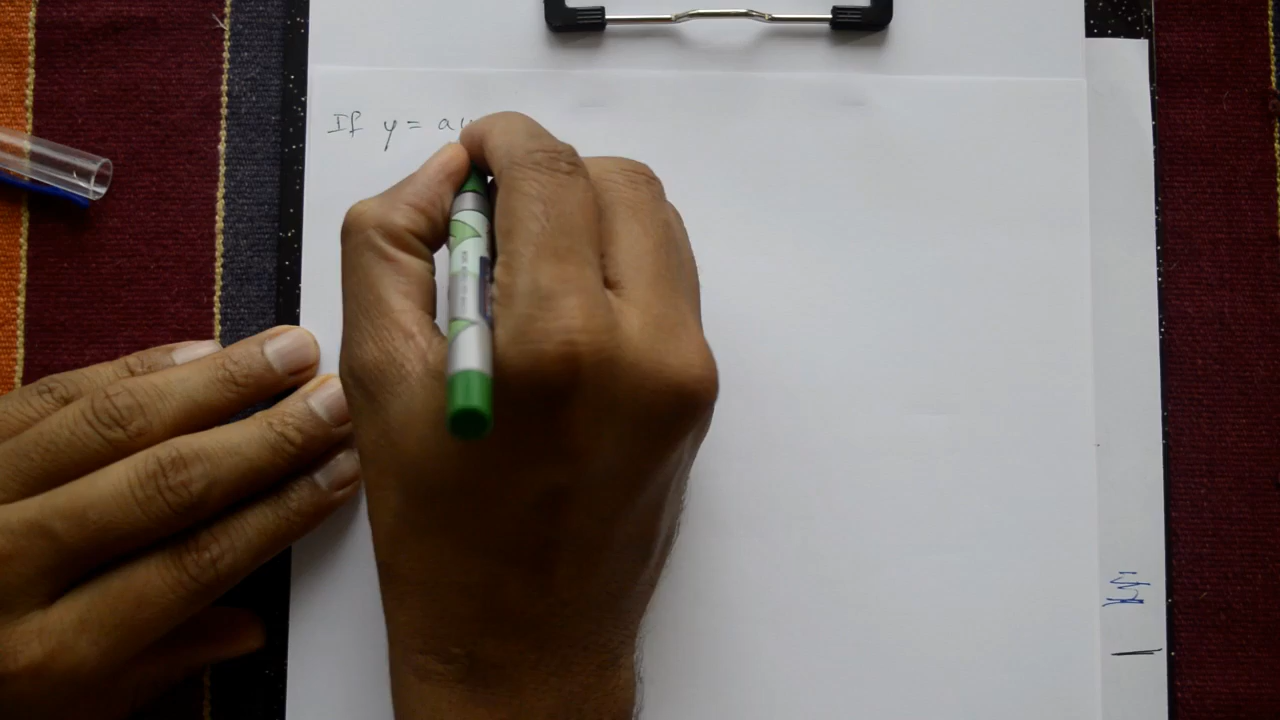 If y = a